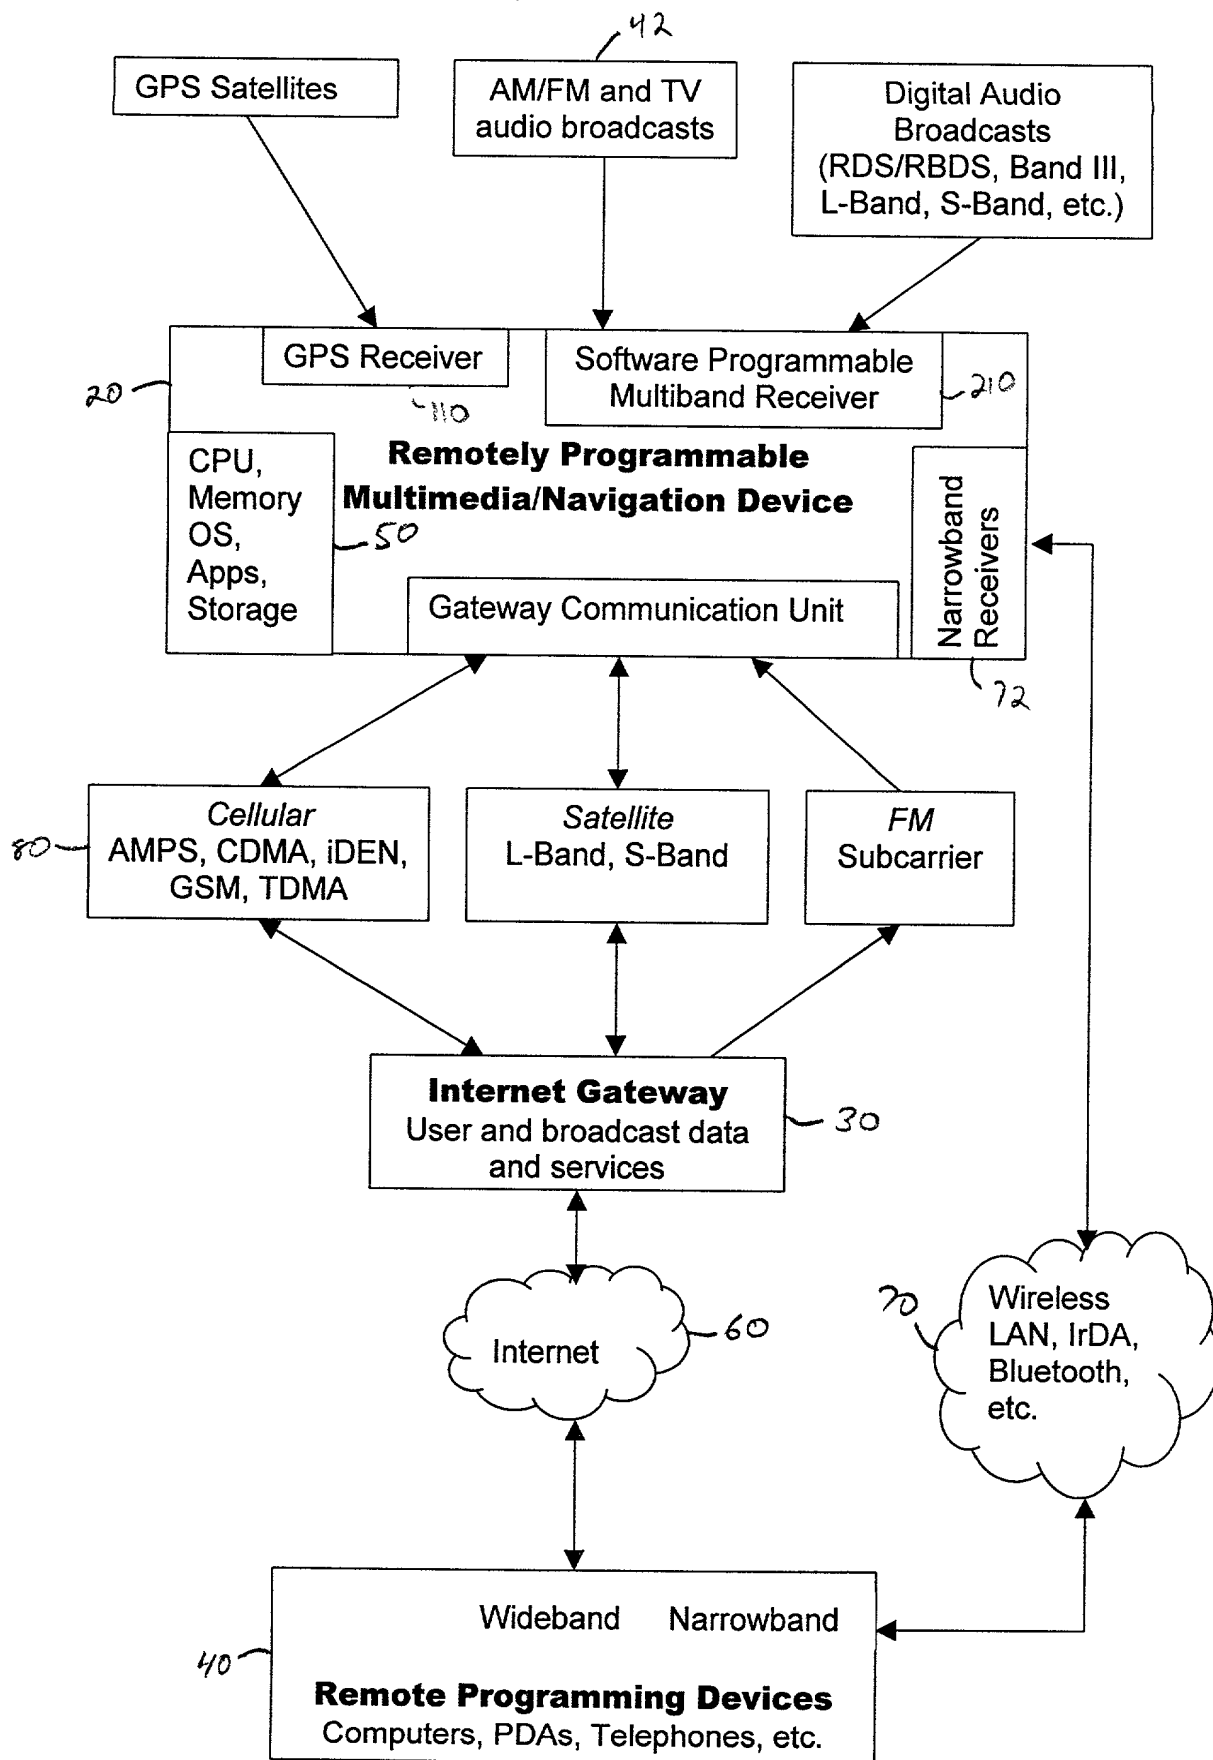 42
GPS Satellites
AM/FM and TV
audio broadcasts
Digital Audio
Broadcasts
(RDS/RBDS, Band III,
L-Band, S-Band, etc.)
20
GPS Receiver
110
Software Programmable
Multiband Receiver
210
Remotely Programmable
Multimedia/Navigation Device
CPU,
Memory
OS,
Apps,
Storage
50
Narrowband
Receivers
72
Gateway Communication Unit
80
Cellular
AMPS, CDMA, iDEN,
GSM, TDMA
Satellite
L-Band, S-Band
FM
Subcarrier
Internet Gateway
User and broadcast data
and services
30
Internet
60
70
Wireless
LAN, IrDA,
Bluetooth,
etc.
Wideband
Narrowband
40
Remote Programming Devices
Computers, PDAs, Telephones, etc.